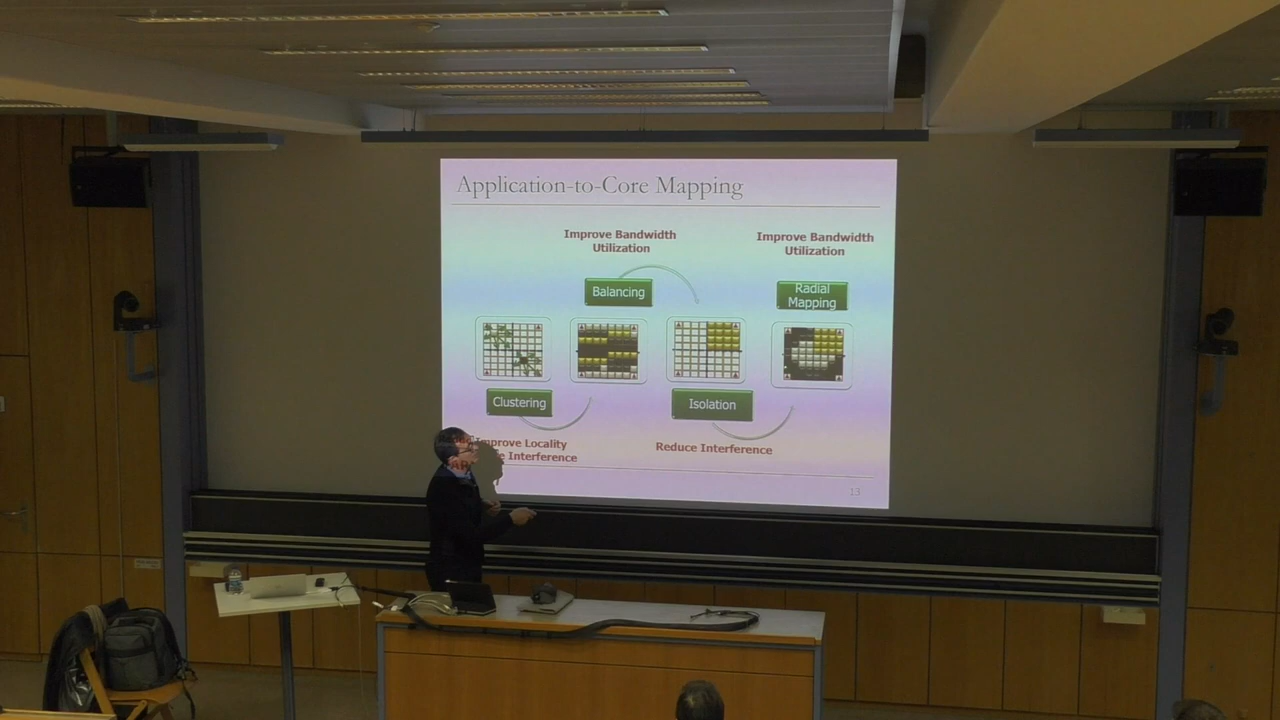 Application-to-Core Mapping
Improve Bandwidth
Utilization
Improve Bandwidth
Utilization
Balancing
Radial
Mapping
Clustering
Isolation
Improve Locality
Interference
Reduce Interference
13